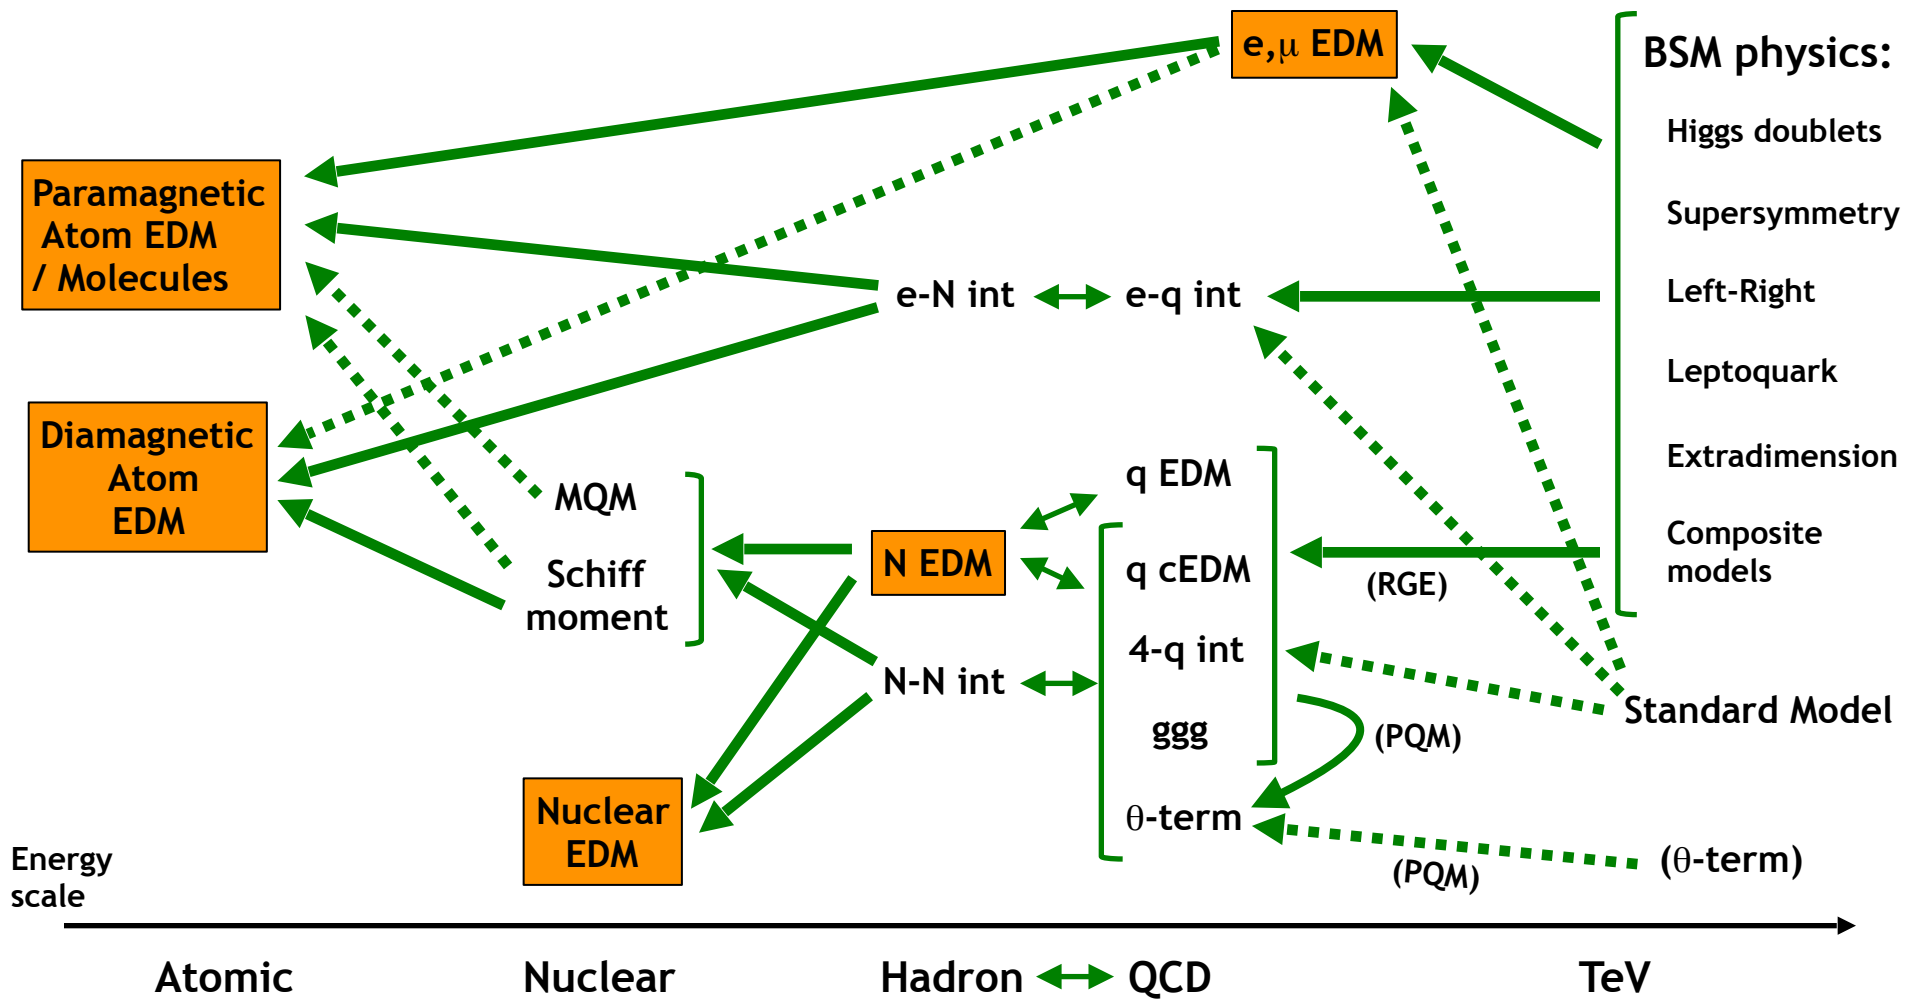 e,μ EDM
BSM physics:
Higgs doublets
Supersymmetry
Left-Right
Leptoquark
Extradimension
Composite
models
Paramagnetic
Atom EDM
/ Molecules
e-N int
e-q int
Diamagnetic
Atom
EDM
MQM
Schiff
moment
N EDM
N-N int
q EDM
q cEDM
4-q int
ggg
θ-term
(RGE)
(PQM)
Standard Model
(PQM)
(θ-term)
Nuclear
EDM
Energy
scale
Atomic
Nuclear
Hadron
QCD
TeV